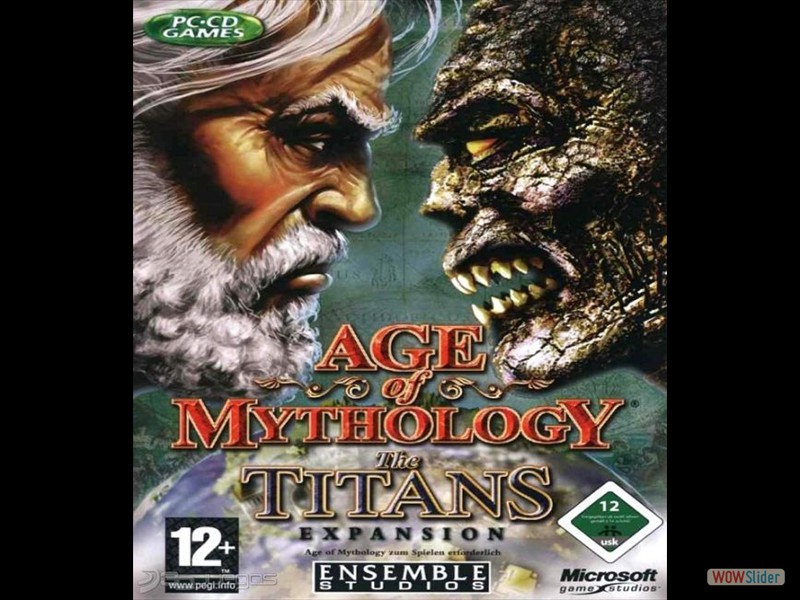 PC-CD
GAMES
AGE
of
MYTHOLOGY®
The
TITANS
EXPANSION
Age of Mythology zum Spielen erforderlich
12+
www.pegi.info
TM
ENSEMBLE
STUDIOS
12
usk
Microsoft
game studios
WOWSlider